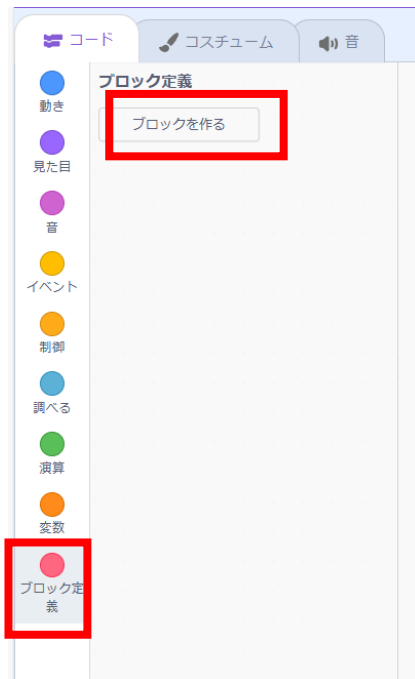 コード
コスチューム
音
ブロック定義
ブロックを作る
動き
見た目
音
イベント
制御
調べる
演算
変数
ブロック定
義